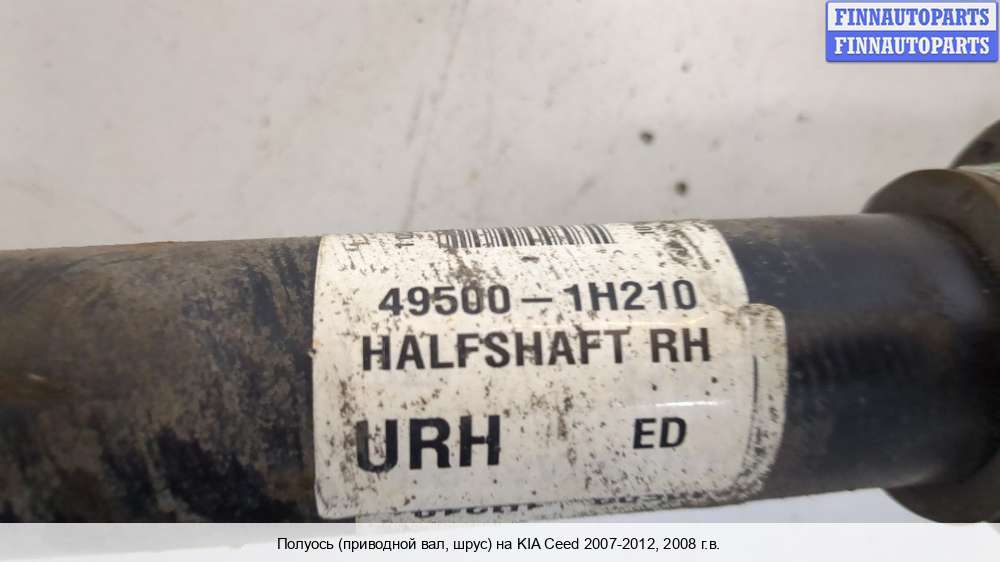 FINNAUTOPARTS
FINNAUTOPARTS
49500-1H210
HALFSHAFT RH
URH ED
Полуось (приводной вал, шрус) на KIA Ceed 2007-2012, 2008 г.в.